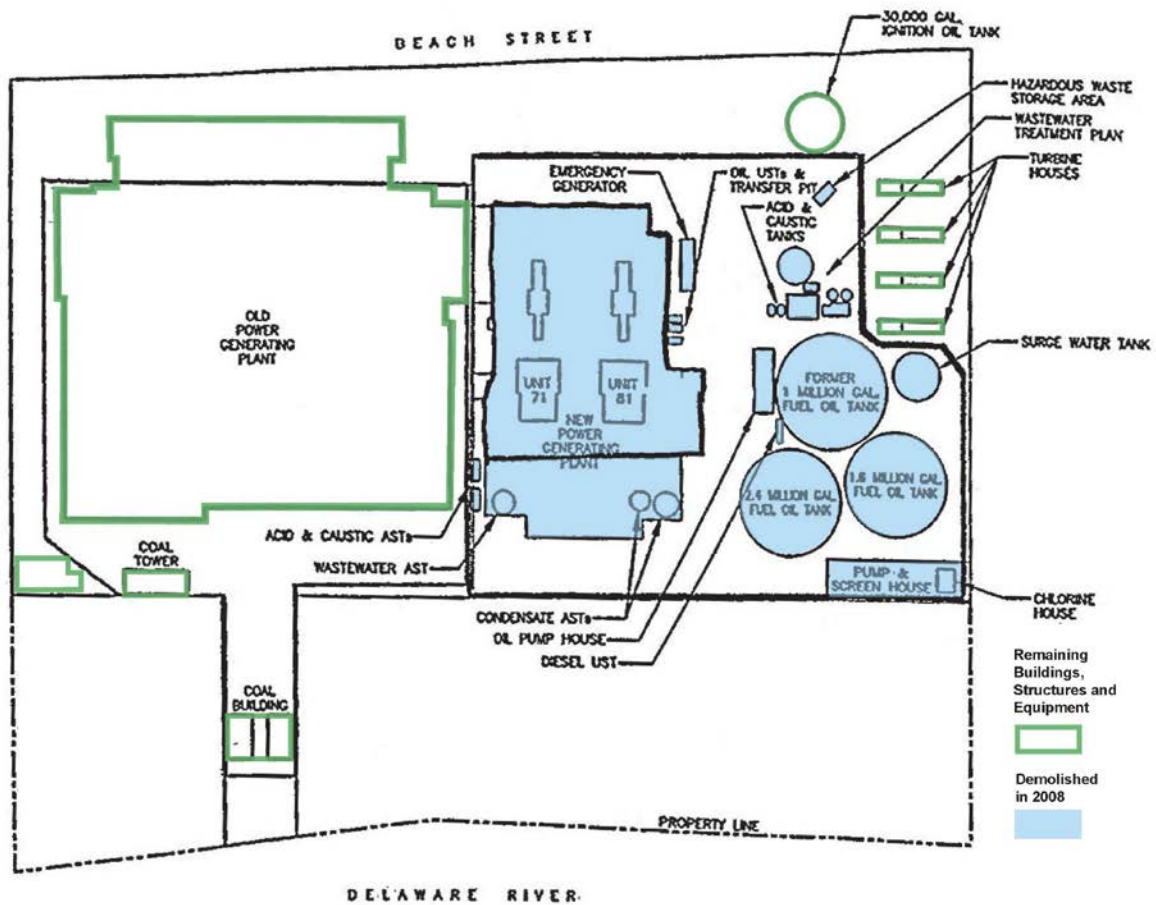 BEACH STREET
30,000 GAL.
IGNITION OIL TANK
HAZARDOUS WASTE
STORAGE AREA
WASTEWATER
TREATMENT PLAN
TURBINE
HOUSES
EMERGENCY
GENERATOR
OIL USTs &
TRANSFER PIT
ACID &
CAUSTIC
TANKS
OLD
POWER
GENERATING
PLANT
UNIT
71
UNIT
81
NEW
POWER
GENERATING
PLANT
SURGE WATER TANK
FORMER
1 MILLION GAL.
FUEL OIL TANK
1.6 MILLION GAL.
FUEL OIL TANK
2.4 MILLION GAL.
FUEL OIL TANK
ACID & CAUSTIC ASTs
WASTEWATER AST
COAL
TOWER
PUMP &
SCREEN HOUSE
CHLORINE
HOUSE
CONDENSATE ASTs
OIL PUMP HOUSE
DIESEL UST
COAL
BUILDING
Remaining
Buildings,
Structures and
Equipment
Demolished
in 2008
PROPERTY LINE
DELAWARE RIVER